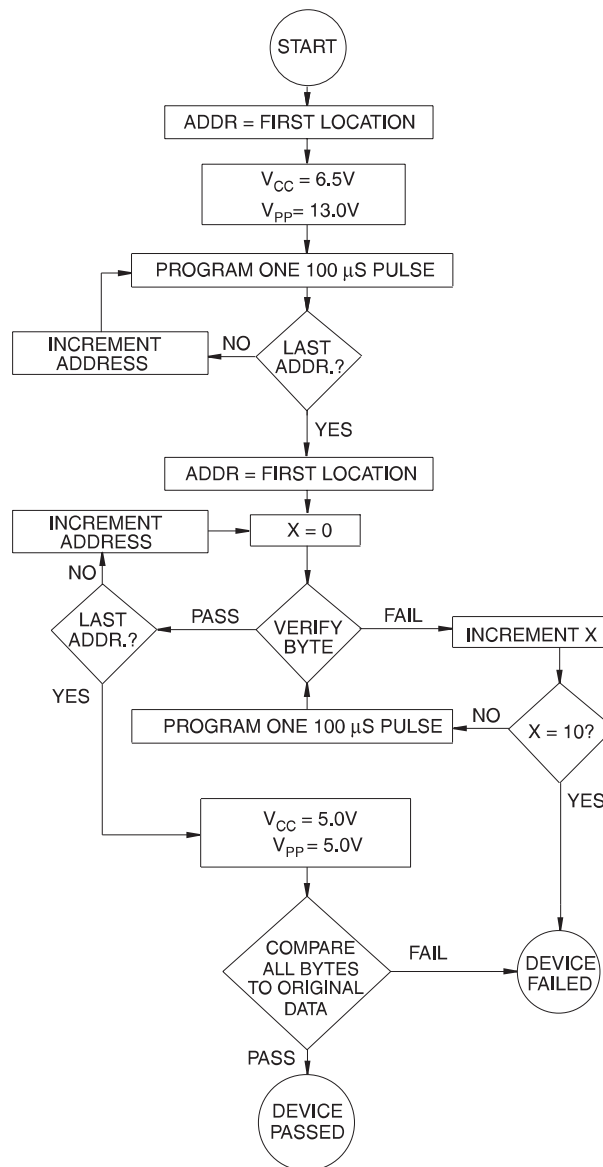 START
ADDR = FIRST LOCATION
VCC = 6.5V
VPP= 13.0V
PROGRAM ONE 100 µS PULSE
INCREMENT
ADDRESS
NO
LAST
ADDR.?
YES
ADDR = FIRST LOCATION
INCREMENT
ADDRESS
X = 0
NO
LAST
ADDR.?
PASS
VERIFY
BYTE
FAIL
INCREMENT X
YES
PROGRAM ONE 100 µS PULSE
NO
X = 10?
YES
VCC = 5.0V
VPP = 5.0V
COMPARE
ALL BYTES
TO ORIGINAL
DATA
FAIL
DEVICE
FAILED
PASS
DEVICE
PASSED